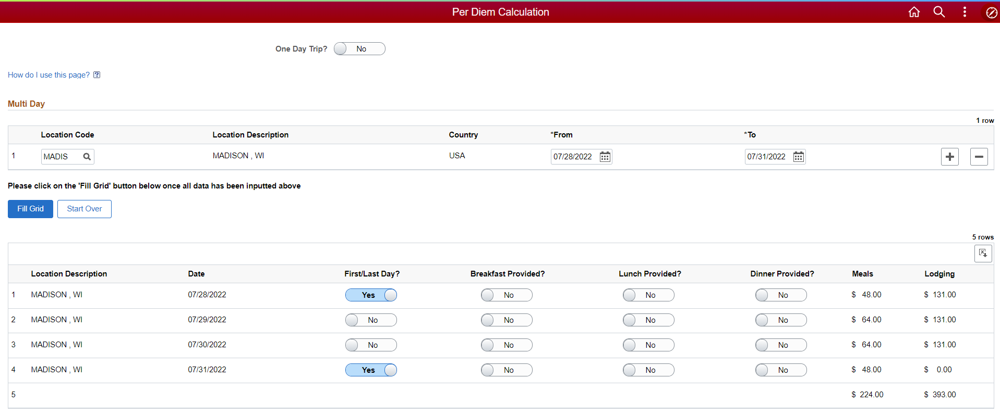 Per Diem Calculation
One Day Trip? No
How do I use this page? ?
Multi Day
1 row
Location Code Location Description Country *From *To
1 MADIS MADISON , WI USA 07/28/2022 07/31/2022
Please click on the 'Fill Grid' button below once all data has been inputted above
Fill Grid Start Over
5 rows
Location Description Date First/Last Day? Breakfast Provided? Lunch Provided? Dinner Provided? Meals Lodging
1 MADISON , WI 07/28/2022 Yes No No No $ 48.00 $ 131.00
2 MADISON , WI 07/29/2022 No No No No $ 64.00 $ 131.00
3 MADISON , WI 07/30/2022 No No No No $ 64.00 $ 131.00
4 MADISON , WI 07/31/2022 Yes No No No $ 48.00 $ 0.00
5 $ 224.00 $ 393.00